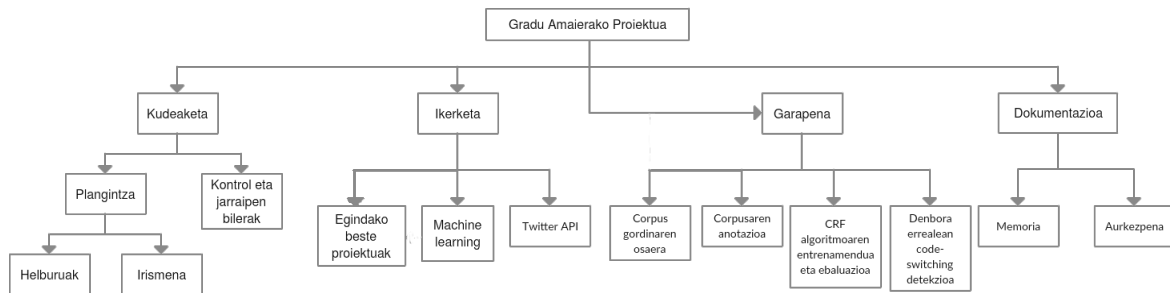 Gradu Amaierako Proiektua
Kudeaketa
Ikerketa
Garapena
Dokumentazioa
Plangintza
Kontrol eta
jarraipen
bilerak
Helburuak
Irismena
Egindako
beste
proiektuak
Machine
learning
Twitter API
Corpus
gordinaren
osaera
Corpusaren
anotazioa
CRF
algoritmoaren
entrenamendua
eta ebaluazioa
Denbora
errealean
code-
switching
detekzioa
Memoria
Aurkezpena